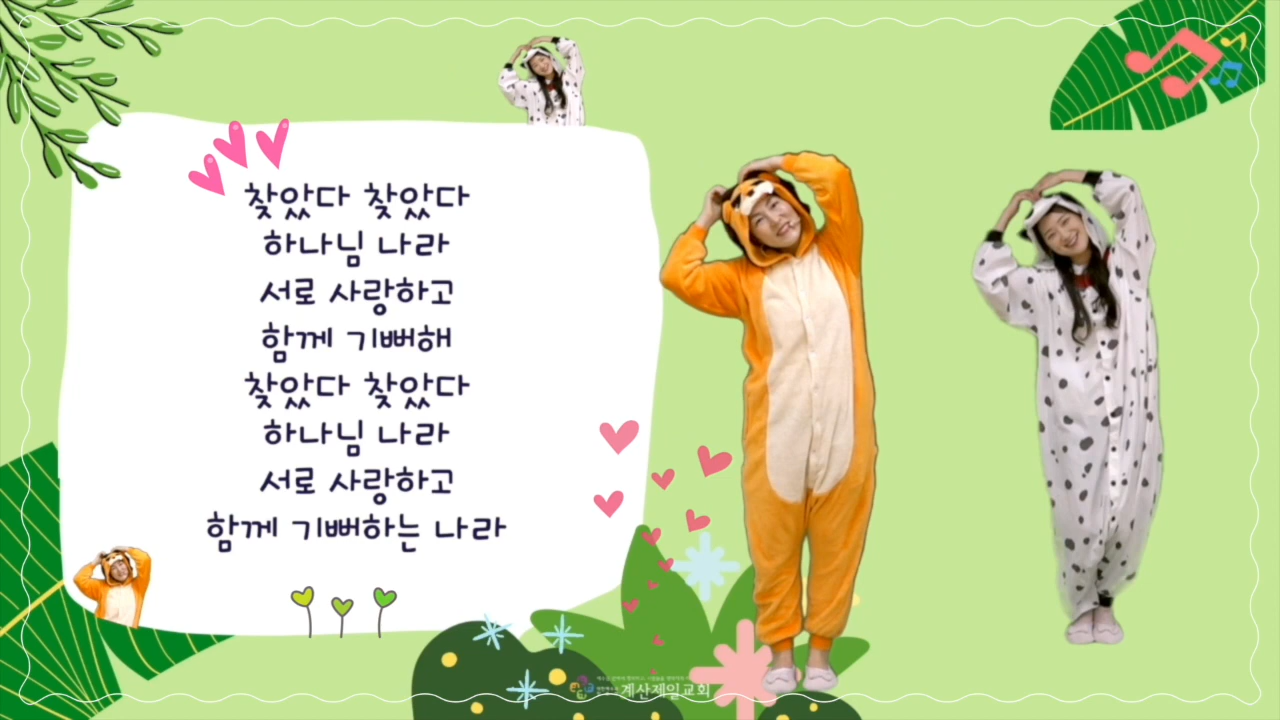 찾았다 찾았다
하나님 나라
서로 사랑하고
함께 기뻐해
찾았다 찾았다
하나님 나라
서로 사랑하고
함께 기뻐하는 나라
계산제일교회